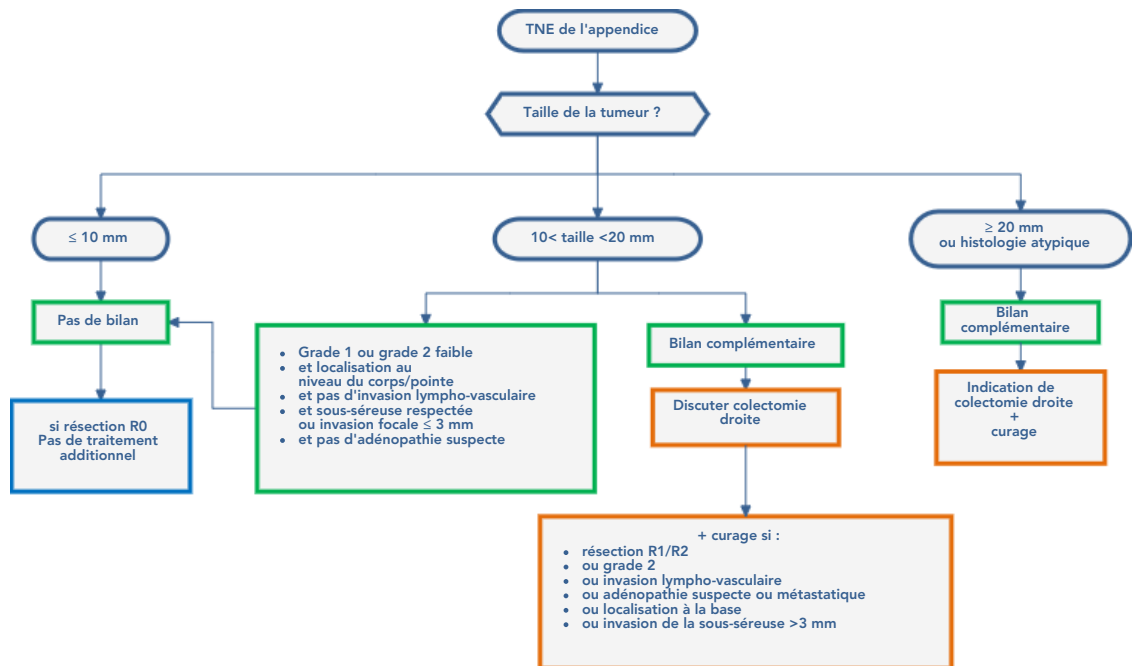 TNE de l'appendice
Taille de la tumeur ?
≤ 10 mm
10< taille <20 mm
≥ 20 mm
ou histologie atypique
Pas de bilan
si résection R0
Pas de traitement
additionnel
• Grade 1 ou grade 2 faible
• et localisation au
niveau du corps/pointe
• et pas d'invasion lympho-vasculaire
• et sous-séreuse respectée
ou invasion focale ≤ 3 mm
• et pas d'adénopathie suspecte
Bilan complémentaire
Discuter colectomie
droite
+ curage si :
• résection R1/R2
• ou grade 2
• ou invasion lympho-vasculaire
• ou adénopathie suspecte ou métastatique
• ou localisation à la base
• ou invasion de la sous-séreuse >3 mm
Bilan
complémentaire
Indication de
colectomie droite
+
curage